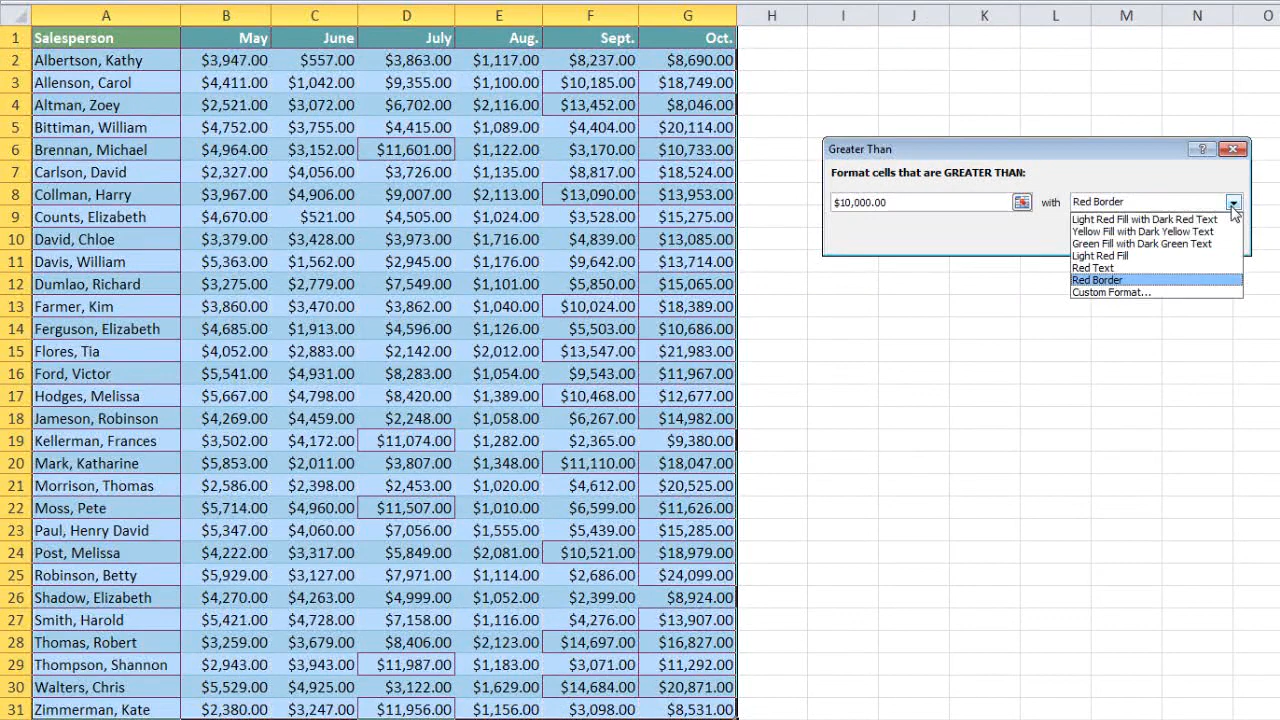 A B C D E F G H I J K L M N O
1 Salesperson May June July Aug. Sept. Oct.
2 Albertson, Kathy $3,947.00 $557.00 $3,863.00 $1,117.00 $8,237.00 $8,690.00
3 Allenson, Carol $4,411.00 $1,042.00 $9,355.00 $1,100.00 $10,185.00 $18,749.00
4 Altman, Zoey $2,521.00 $3,072.00 $6,702.00 $2,116.00 $13,452.00 $8,046.00
5 Bittiman, William $4,752.00 $3,755.00 $4,415.00 $1,089.00 $4,404.00 $20,114.00
6 Brennan, Michael $4,964.00 $3,152.00 $11,601.00 $1,122.00 $3,170.00 $10,733.00
7 Carlson, David $2,327.00 $4,056.00 $3,726.00 $1,135.00 $8,817.00 $18,524.00
8 Collman, Harry $3,967.00 $4,906.00 $9,007.00 $2,113.00 $13,090.00 $13,953.00
9 Counts, Elizabeth $4,670.00 $521.00 $4,505.00 $1,024.00 $3,528.00 $15,275.00
10 David, Chloe $3,379.00 $3,428.00 $3,973.00 $1,716.00 $4,839.00 $13,085.00
11 Davis, William $5,363.00 $1,562.00 $2,945.00 $1,176.00 $9,642.00 $13,714.00
12 Dumlao, Richard $3,275.00 $2,779.00 $7,549.00 $1,101.00 $5,850.00 $15,065.00
13 Farmer, Kim $3,860.00 $3,470.00 $3,862.00 $1,040.00 $10,024.00 $18,389.00
14 Ferguson, Elizabeth $4,685.00 $1,913.00 $4,596.00 $1,126.00 $5,503.00 $10,686.00
15 Flores, Tia $4,052.00 $2,883.00 $2,142.00 $2,012.00 $13,547.00 $21,983.00
16 Ford, Victor $5,541.00 $4,931.00 $8,283.00 $1,054.00 $9,543.00 $11,967.00
17 Hodges, Melissa $5,667.00 $4,798.00 $8,420.00 $1,389.00 $10,468.00 $12,677.00
18 Jameson, Robinson $4,269.00 $4,459.00 $2,248.00 $1,058.00 $6,267.00 $14,982.00
19 Kellerman, Frances $3,502.00 $4,172.00 $11,074.00 $1,282.00 $2,365.00 $9,380.00
20 Mark, Katharine $5,853.00 $2,011.00 $3,807.00 $1,348.00 $11,110.00 $18,047.00
21 Morrison, Thomas $2,586.00 $2,398.00 $2,453.00 $1,020.00 $4,612.00 $20,525.00
22 Moss, Pete $5,714.00 $4,960.00 $11,507.00 $1,010.00 $6,599.00 $11,626.00
23 Paul, Henry David $5,347.00 $4,060.00 $7,056.00 $1,555.00 $5,439.00 $15,285.00
24 Post, Melissa $4,222.00 $3,317.00 $5,849.00 $2,081.00 $10,521.00 $18,979.00
25 Robinson, Betty $5,929.00 $3,127.00 $7,971.00 $1,114.00 $2,686.00 $24,099.00
26 Shadow, Elizabeth $4,270.00 $4,263.00 $4,999.00 $1,052.00 $2,399.00 $8,924.00
27 Smith, Harold $5,421.00 $4,728.00 $7,158.00 $1,116.00 $4,276.00 $13,907.00
28 Thomas, Robert $3,259.00 $3,679.00 $8,406.00 $2,123.00 $14,697.00 $16,827.00
29 Thompson, Shannon $2,943.00 $3,943.00 $11,987.00 $1,183.00 $3,071.00 $11,292.00
30 Walters, Chris $5,529.00 $4,925.00 $3,122.00 $1,629.00 $14,684.00 $20,871.00
31 Zimmerman, Kate $2,380.00 $3,247.00 $11,956.00 $1,156.00 $3,098.00 $8,531.00
Greater Than
Format cells that are GREATER THAN:
$10,000.00 with Red Border
Light Red Fill with Dark Red Text
Yellow Fill with Dark Yellow Text
Green Fill with Dark Green Text
Light Red Fill
Red Text
Red Border
Custom Format...